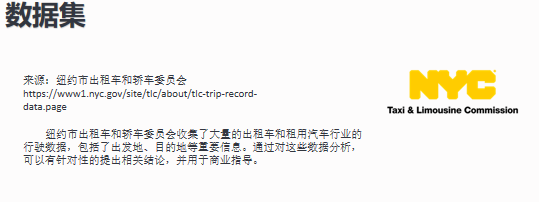 数据集
来源：纽约市出租车和轿车委员会
https://www1.nyc.gov/site/tlc/about/tlc-trip-record-
data.page
NYC
Taxi & Limousine Commission
纽约市出租车和轿车委员会收集了大量的出租车和租用汽车行业的
行驶数据，包括了出发地、目的地等重要信息。通过对这些数据分析，
可以有针对性的提出相关结论，并用于商业指导。